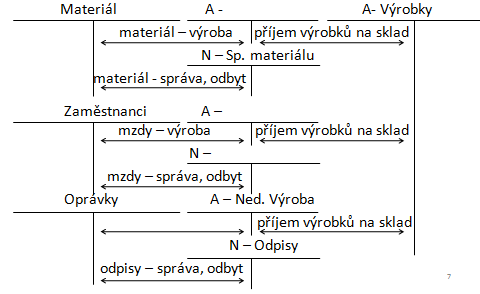 Materiál A - A- Výrobky
materiál – výroba příjem výrobků na sklad
N – Sp. materiálu
materiál - správa, odbyt
Zaměstnanci A –
mzdy – výroba příjem výrobků na sklad
N –
mzdy – správa, odbyt
Oprávky A – Ned. Výroba
příjem výrobků na sklad
N – Odpisy
odpisy – správa, odbyt
7